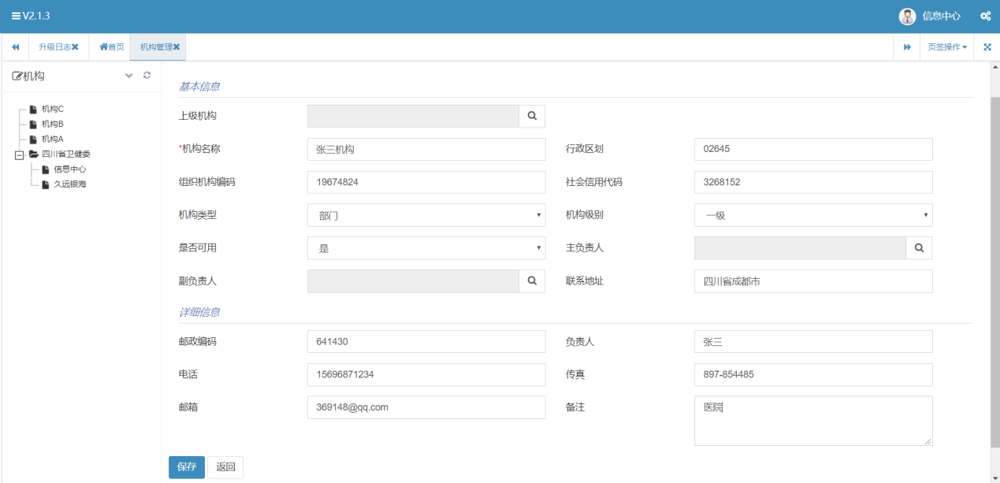 V2.1.3 信息中心
升级日志 首页 机构管理 页签操作
机构
机构C
机构B
机构A
四川省卫健委
信息中心
久远银海
基本信息
上级机构
*机构名称 张三机构 行政区划 02645
组织机构编码 19674824 社会信用代码 3268152
机构类型 部门 机构级别 一级
是否可用 是 主负责人
副负责人 联系地址 四川省成都市
详细信息
邮政编码 641430 负责人 张三
电话 15696871234 传真 897-854485
邮箱 369148@qq.com 备注 医院
保存 返回